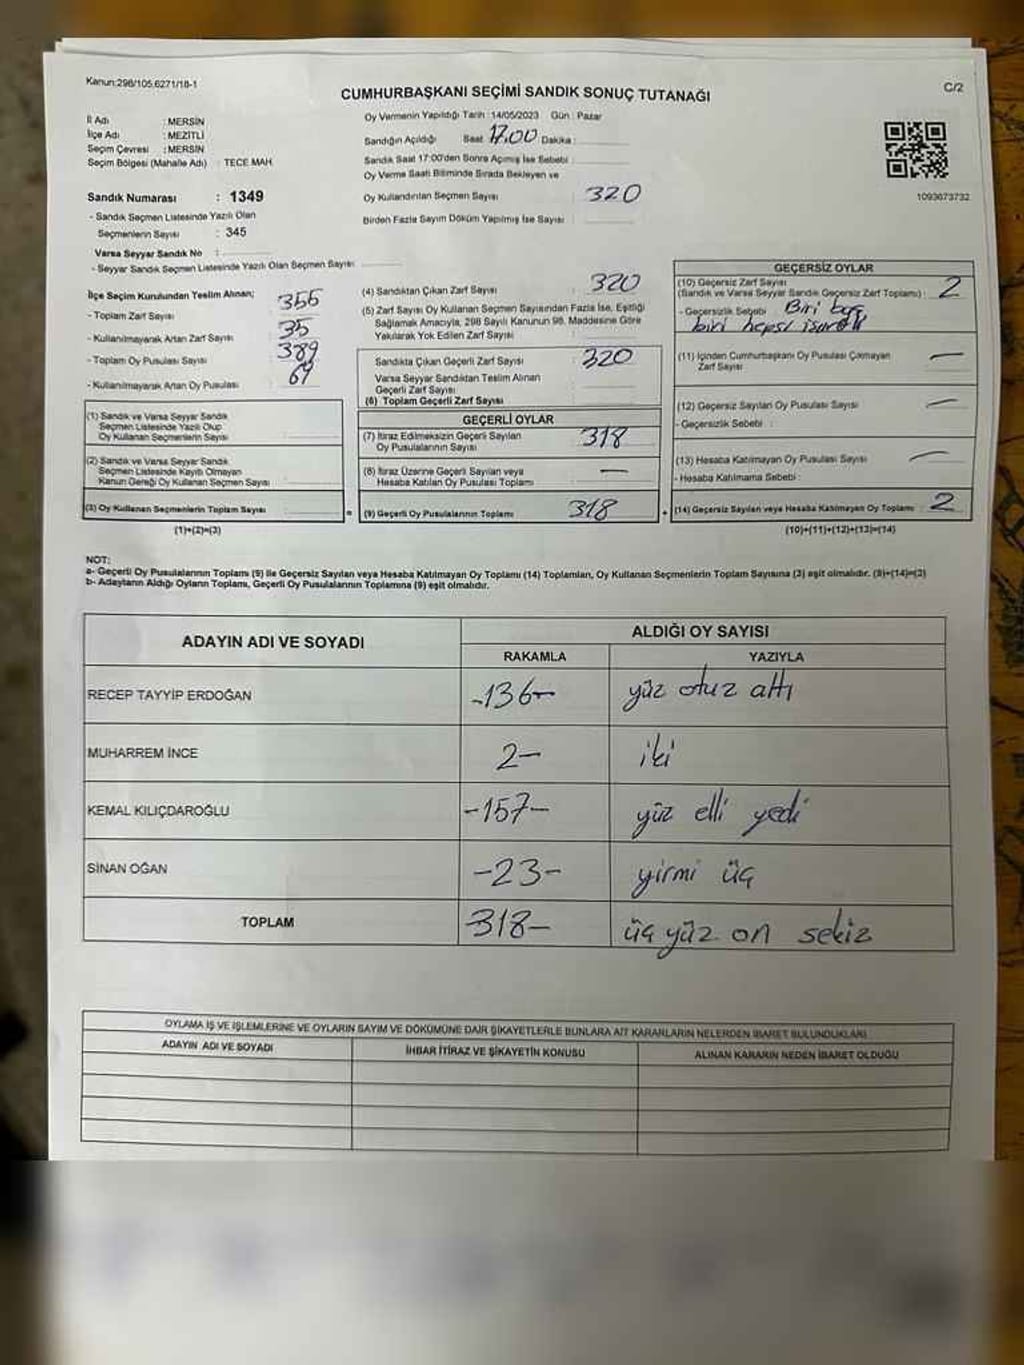 Kanun:298/105,6271/18-1
CUMHURBAŞKANI SEÇİMİ SANDIK SONUÇ TUTANAĞI
C/2
İl Adı : MERSİN
İlçe Adı : MEZİTLİ
Seçim Çevresi : MERSİN
Seçim Bölgesi (Mahalle Adı) : TECE MAH.
Sandık Numarası : 1349
- Sandık Seçmen Listesinde Yazılı Olan
Seçmenlerin Sayısı : 345
Varsa Seyyar Sandık No :
- Seyyar Sandık Seçmen Listesinde Yazılı Olan Seçmen Sayısı
Oy Vermenin Yapıldığı Tarih : 14/05/2023 Gün : Pazar
Sandığın Açıldığı Saat 17.00 Dakika :
Sandık Saat 17:00'den Sonra Açımış İse Sebebi :
Oy Verme Saati Bitiminde Sırada Bekleyen ve
Oy Kullandırılan Seçmen Sayısı : 320
Birden Fazla Sayım Döküm Yapılmış İse Sayısı
1093673732
İlçe Seçim Kurulundan Teslim Alınan;
- Toplam Zarf Sayısı : 355
- Kullanılmayarak Artan Zarf Sayısı : 35
- Toplam Oy Pusulası Sayısı : 389
- Kullanılmayarak Artan Oy Pusulası : 69
(1) Sandık ve Varsa Seyyar Sandık
Seçmen Listesinde Yazılı Olup
Oy Kullanan Seçmenlerin Sayısı :
(2) Sandık ve Varsa Seyyar Sandık
Seçmen Listesinde Kayıtlı Olmayan
Kanun Gereği Oy Kullanan Seçmen Sayısı :
(3) Oy Kullanan Seçmenlerin Toplam Sayısı :
(1)+(2)=(3)
(4) Sandıktan Çıkan Zarf Sayısı : 320
(5) Zarf Sayısı Oy Kullanan Seçmen Sayısından Fazla İse, Eşitliği
Sağlamak Amacıyla, 298 Sayılı Kanunun 98. Maddesine Göre
Yakılarak Yok Edilen Zarf Sayısı
Sandıkta Çıkan Geçerli Zarf Sayısı : 320
Varsa Seyyar Sandıktan Teslim Alınan
Geçerli Zarf Sayısı
(6) Toplam Geçerli Zarf Sayısı
GEÇERLİ OYLAR
(7) İtiraz Edilmeksizin Geçerli Sayılan
Oy Pusulalarının Sayısı : 318
(8) İtiraz Üzerine Geçerli Sayılan veya
Hesaba Katılan Oy Pusulası Toplamı : —
= (9) Geçerli Oy Pusulalarının Toplamı : 318
GEÇERSİZ OYLAR
(10) Geçersiz Zarf Sayısı
(Sandık ve Varsa Seyyar Sandık Geçersiz Zarf Toplamı) : 2
- Geçersizlik Sebebi : Biri boş
biri hepsi işaretli
(11) İçinden Cumhurbaşkanı Oy Pusulası Çıkmayan
Zarf Sayısı : —
(12) Geçersiz Sayılan Oy Pusulası Sayısı : —
- Geçersizlik Sebebi :
(13) Hesaba Katılmayan Oy Pusulası Sayısı : —
- Hesaba Katılmama Sebebi :
+ (14) Geçersiz Sayılan veya Hesaba Katılmayan Oy Toplamı : 2
(10)+(11)+(12)+(13)=(14)
NOT:
a- Geçerli Oy Pusulalarının Toplamı (9) ile Geçersiz Sayılan veya Hesaba Katılmayan Oy Toplamı (14) Toplamları, Oy Kullanan Seçmenlerin Toplam Sayısına (3) eşit olmalıdır. (9)+(14)=(3)
b- Adayların Aldığı Oyların Toplamı, Geçerli Oy Pusulalarının Toplamına (9) eşit olmalıdır.
ADAYIN ADI VE SOYADI ALDIĞI OY SAYISI
RAKAMLA YAZIYLA
RECEP TAYYİP ERDOĞAN -136- yüz otuz altı
MUHARREM İNCE 2- iki
KEMAL KILIÇDAROĞLU -157- yüz elli yedi
SİNAN OĞAN -23- yirmi üç
TOPLAM 318- üç yüz on sekiz
OYLAMA İŞ VE İŞLEMLERİNE VE OYLARIN SAYIM VE DÖKÜMÜNE DAİR ŞİKAYETLERLE BUNLARA AİT KARARLARIN NELERDEN İBARET BULUNDUKLARI
ADAYIN ADI VE SOYADI İHBAR İTİRAZ VE ŞİKAYETİN KONUSU ALINAN KARARIN NEDEN İBARET OLDUĞU